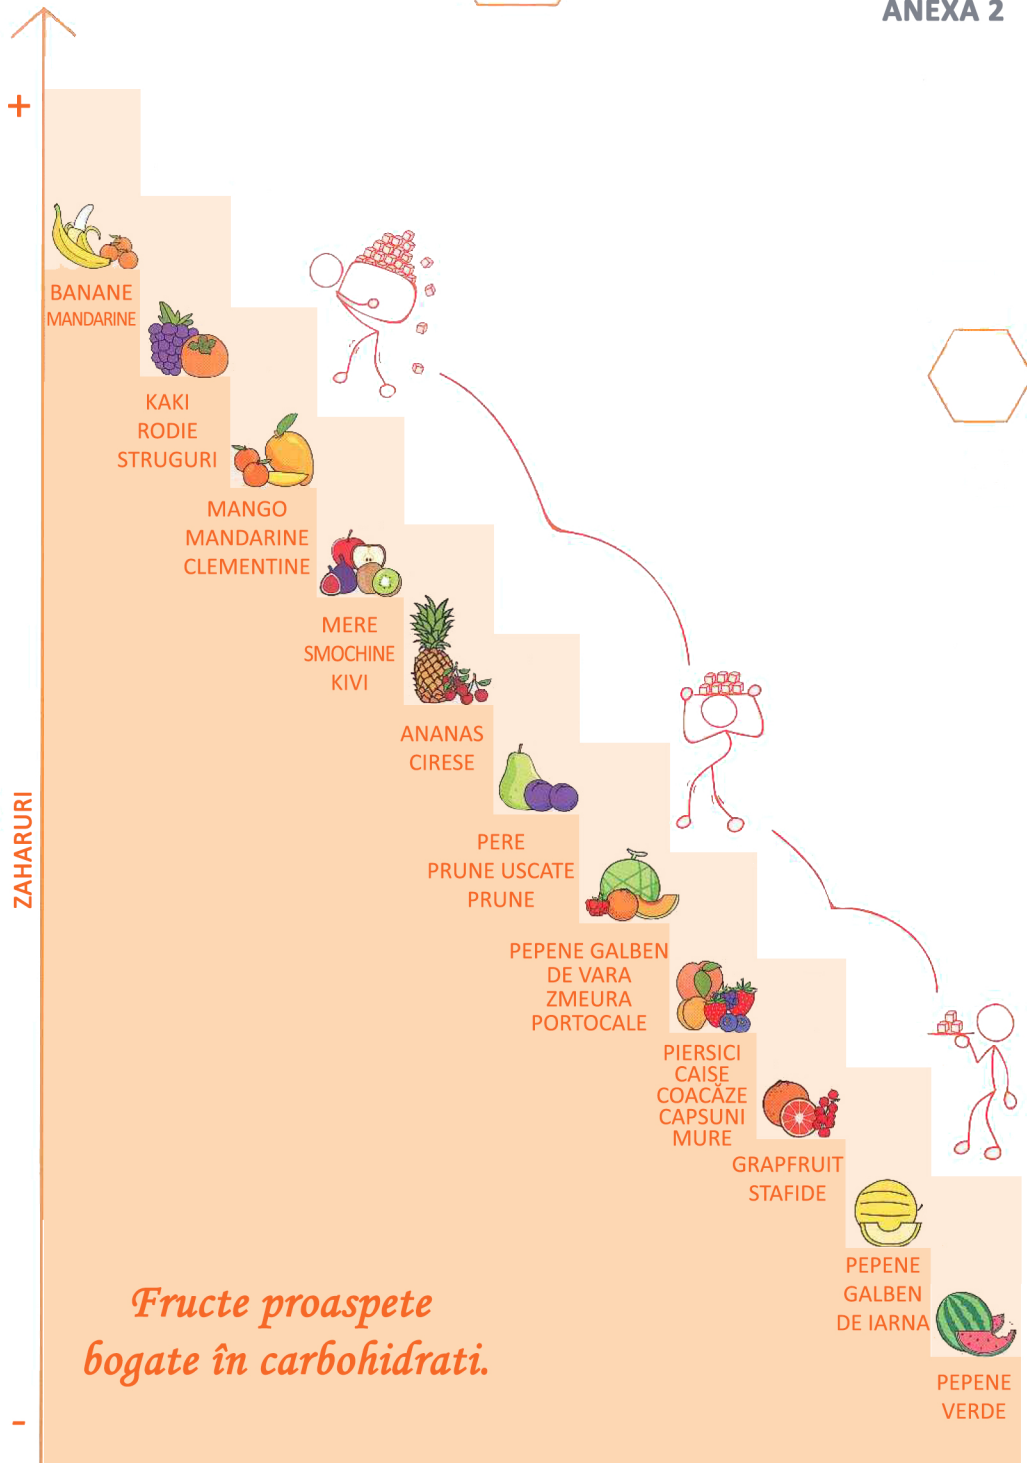 ANEXA 2
+
BANANE
MANDARINE
KAKI
RODIE
STRUGURI
MANGO
MANDARINE
CLEMENTINE
MERE
SMOCHINE
KIVI
ANANAS
CIRESE
PERE
PRUNE USCATE
PRUNE
ZAHARURI
PEPENE GALBEN
DE VARA
ZMEURA
PORTOCALE
PIERSICI
CAIȘE
COACĂZE
CAPSUNI
MURE
GRAPFRUIT
STAFIDE
PEPENE
GALBEN
DE IARNA
PEPENE
VERDE
Fructe proaspete
bogate în carbohidrati.
-